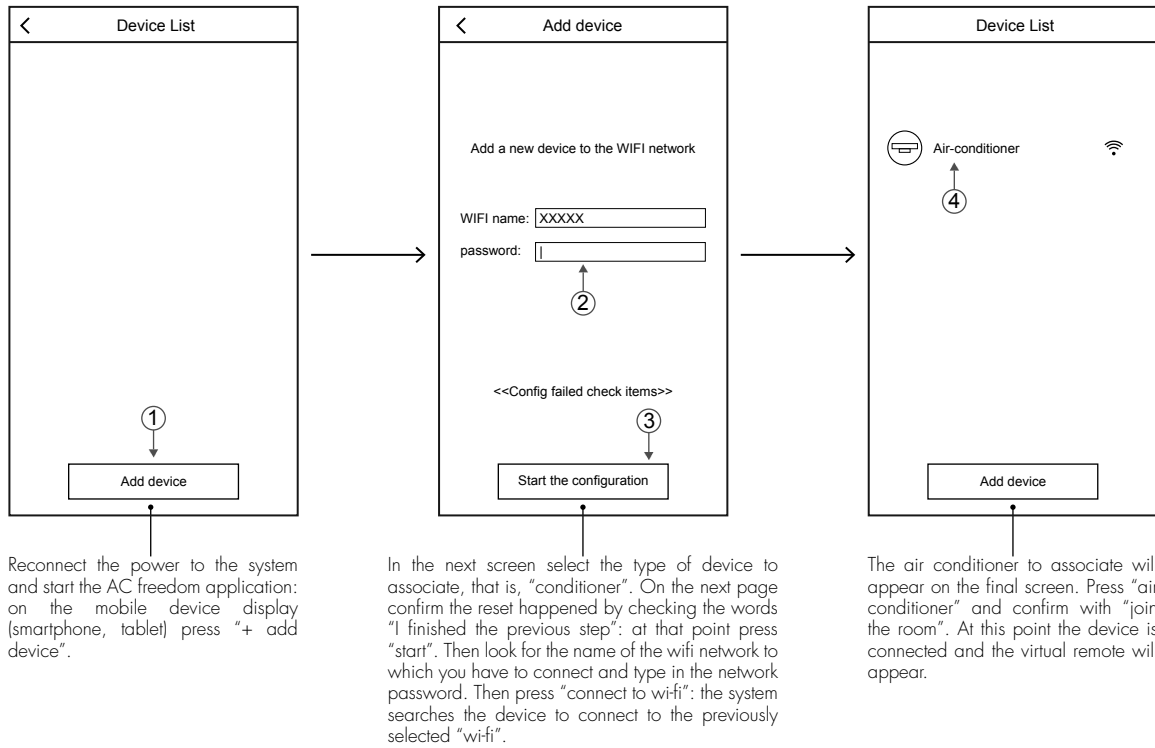 Device List
①
Add device
Reconnect the power to the system
and start the AC freedom application:
on the mobile device display
(smartphone, tablet) press "+ add
device".
Add device
Add a new device to the WIFI network
WIFI name: XXXXX
password: |
②
<<Config failed check items>>
③
Start the configuration
In the next screen select the type of device to
associate, that is, "conditioner". On the next page
confirm the reset happened by checking the words
"I finished the previous step": at that point press
"start". Then look for the name of the wifi network to
which you have to connect and type in the network
password. Then press "connect to wi-fi": the system
searches the device to connect to the previously
selected "wi-fi".
Device List
Air-conditioner
④
Add device
The air conditioner to associate will
appear on the final screen. Press "air
conditioner" and confirm with "join
the room". At this point the device is
connected and the virtual remote will
appear.